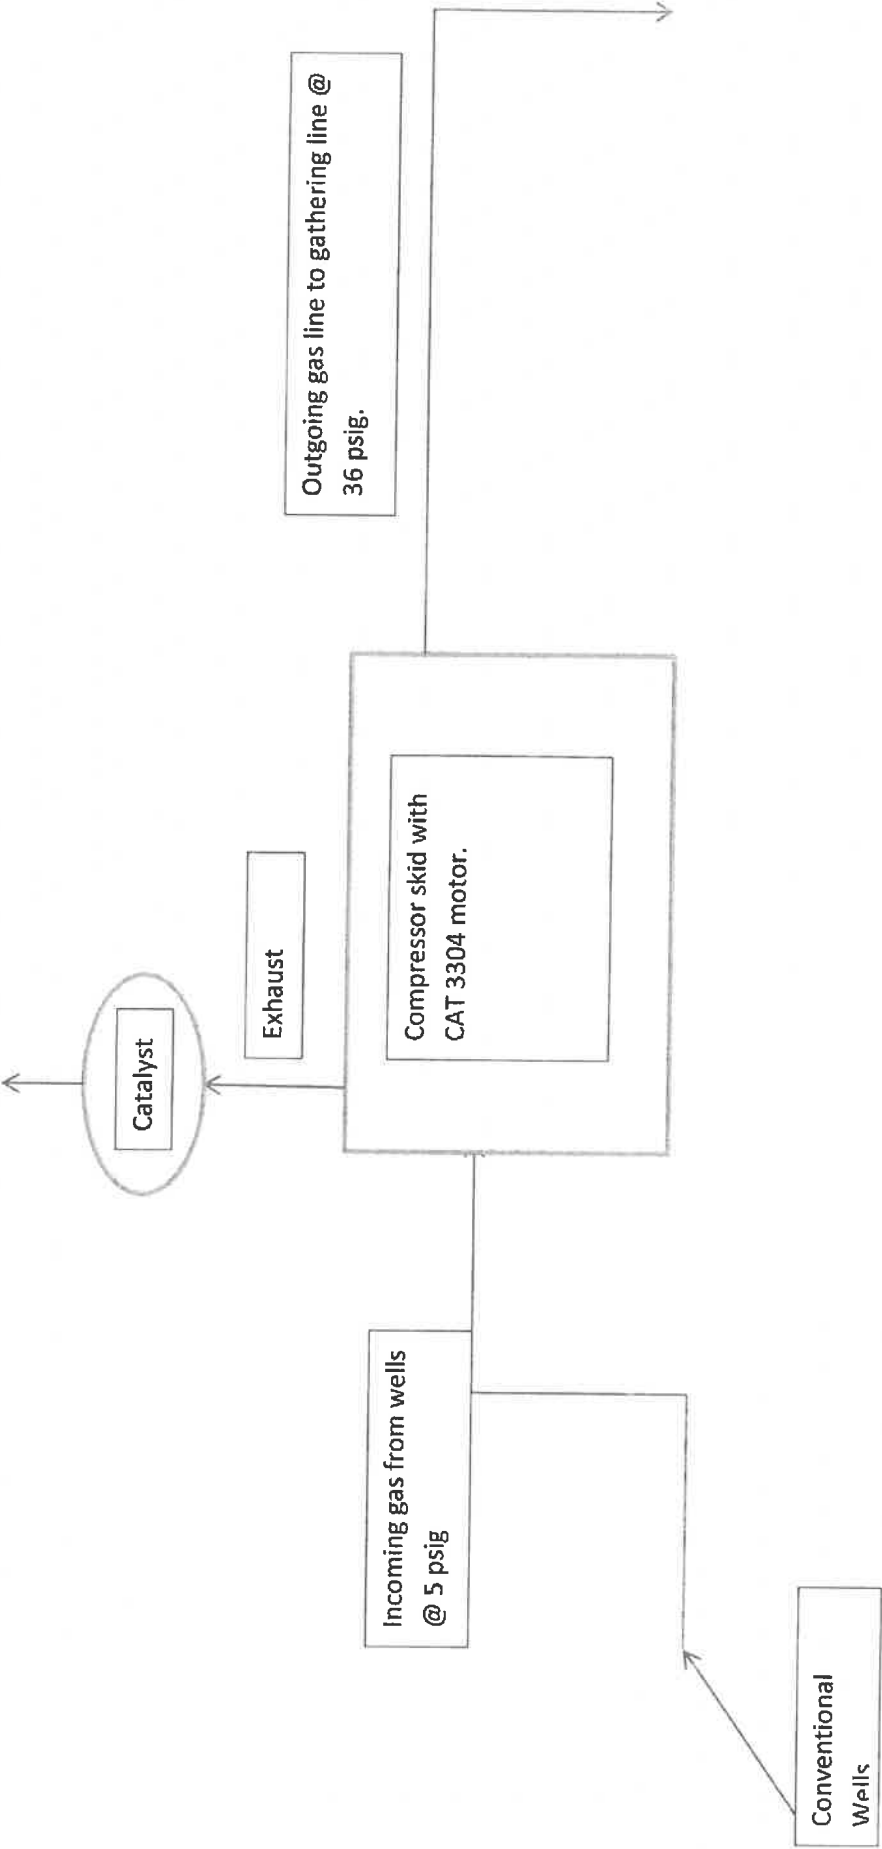 Catalyst
Exhaust
Outgoing gas line to gathering line @
36 psig.
Compressor skid with
CAT 3304 motor.
Incoming gas from wells
@ 5 psig
Conventional
Wells